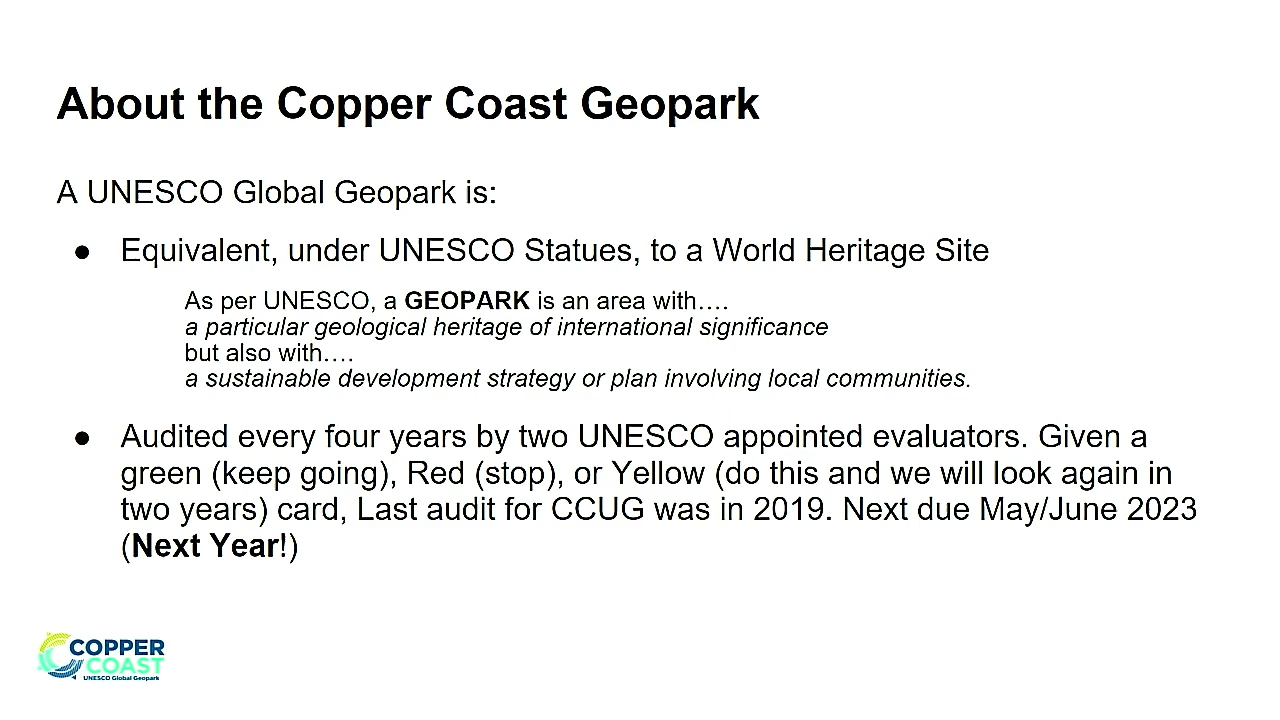 About the Copper Coast Geopark
A UNESCO Global Geopark is:
● Equivalent, under UNESCO Statues, to a World Heritage Site
As per UNESCO, a GEOPARK is an area with….
a particular geological heritage of international significance
but also with….
a sustainable development strategy or plan involving local communities.
● Audited every four years by two UNESCO appointed evaluators. Given a
green (keep going), Red (stop), or Yellow (do this and we will look again in
two years) card, Last audit for CCUG was in 2019. Next due May/June 2023
(Next Year!)
COPPER
COAST
UNESCO Global Geopark